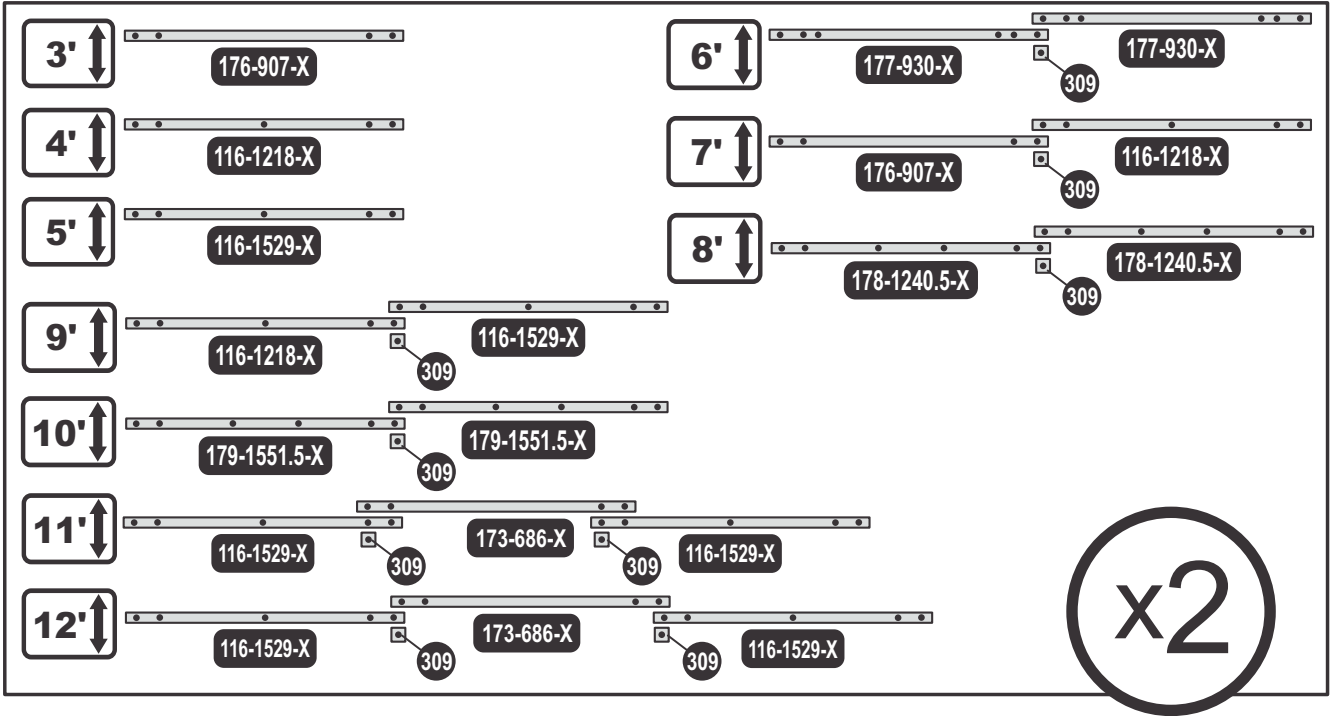 3'
176-907-X
4'
116-1218-X
5'
116-1529-X
6'
177-930-X
309
177-930-X
7'
176-907-X
309
116-1218-X
8'
178-1240.5-X
309
178-1240.5-X
9'
116-1218-X
309
116-1529-X
10'
179-1551.5-X
309
179-1551.5-X
11'
116-1529-X
309
173-686-X
309
116-1529-X
12'
116-1529-X
309
173-686-X
309
116-1529-X
x2